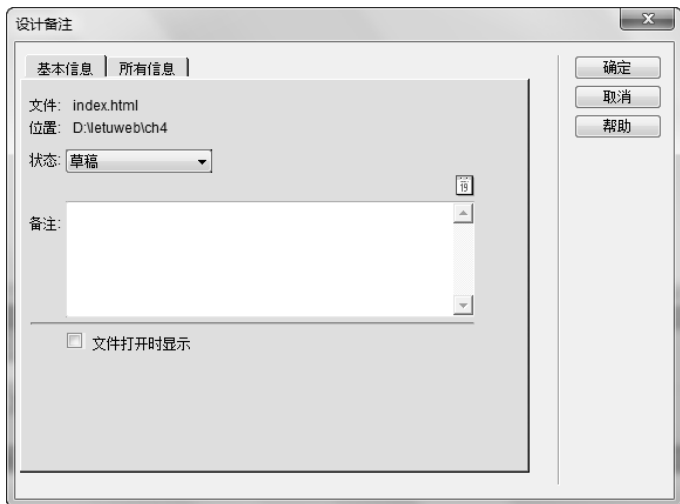 设计备注
基本信息 所有信息
文件: index.html
位置: D:\letuweb\ch4
状态: 草稿
19
备注:
文件打开时显示
确定
取消
帮助